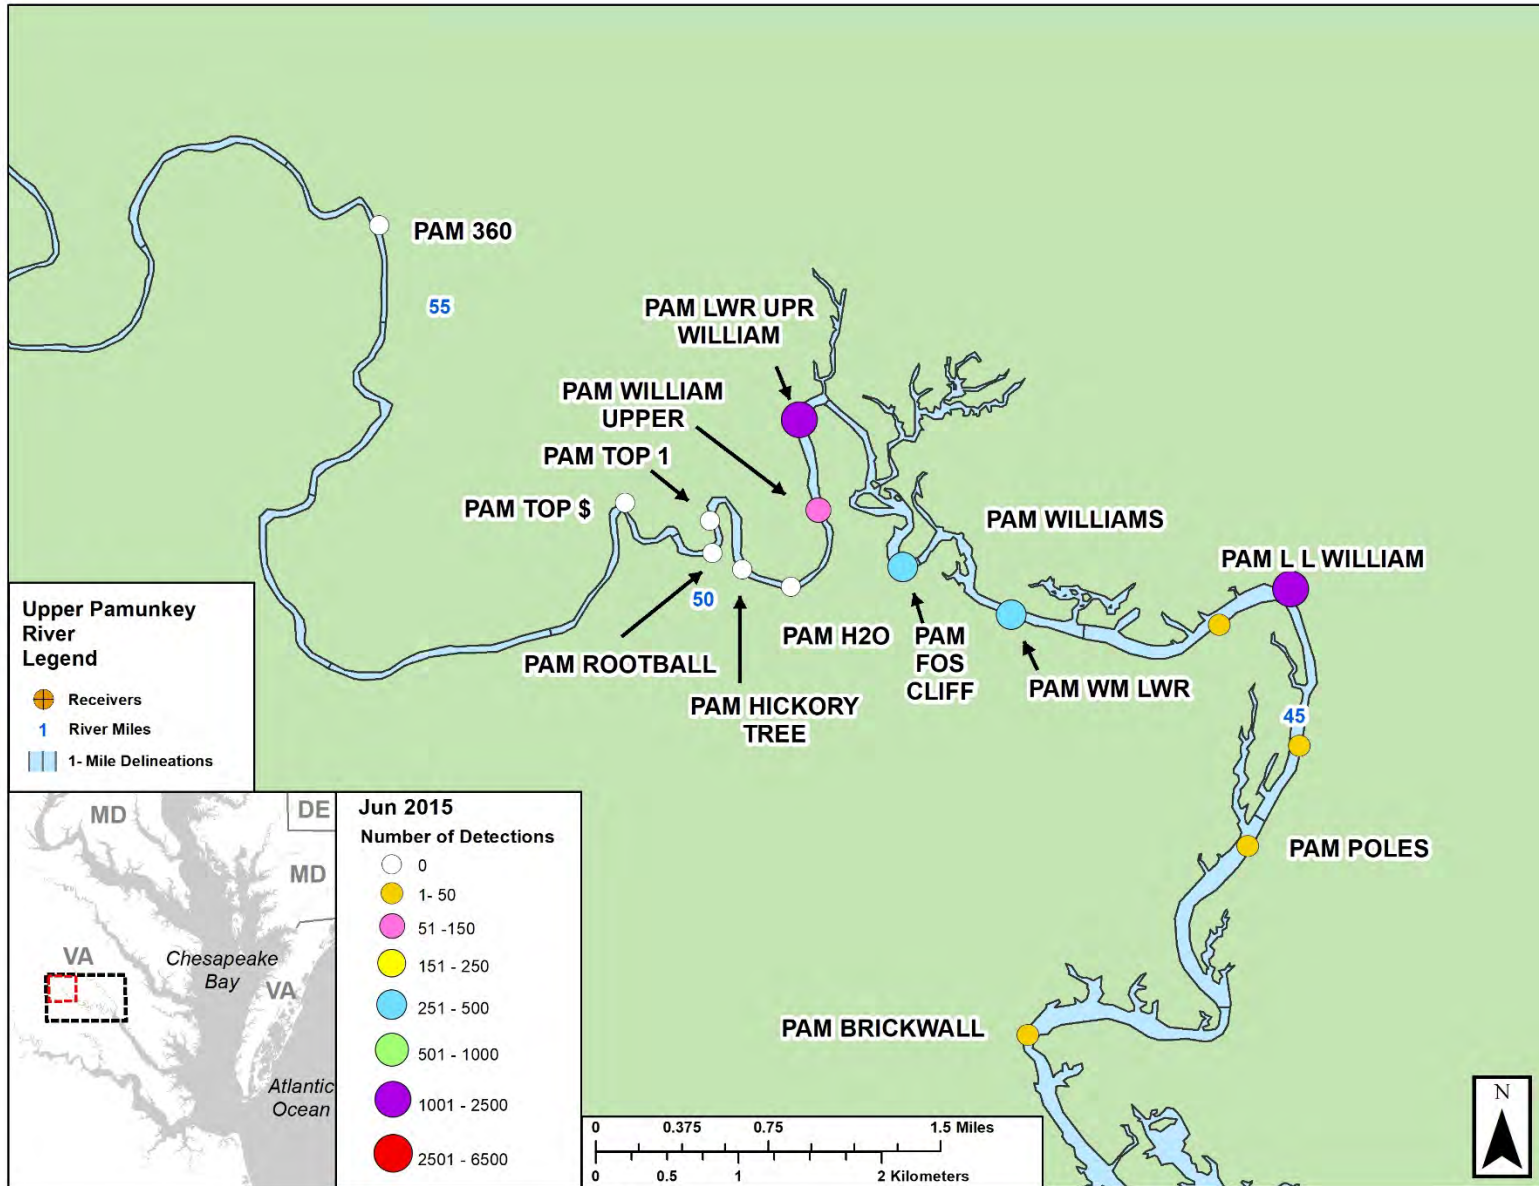 PAM 360
55
PAM LWR UPR
WILLIAM
PAM WILLIAM
UPPER
PAM TOP 1
PAM TOP $
PAM WILLIAMS
PAM L L WILLIAM
50
PAM ROOTBALL
PAM H2O
PAM
FOS
CLIFF
PAM WM LWR
PAM HICKORY
TREE
45
PAM POLES
PAM BRICKWALL
Upper Pamunkey
River
Legend
Receivers
1 River Miles
1- Mile Delineations
MD
DE
MD
VA
Chesapeake
Bay
VA
Atlantic
Ocean
Jun 2015
Number of Detections
0
1- 50
51 -150
151 - 250
251 - 500
501 - 1000
1001 - 2500
2501 - 6500
0 0.375 0.75 1.5 Miles
0 0.5 1 2 Kilometers
N